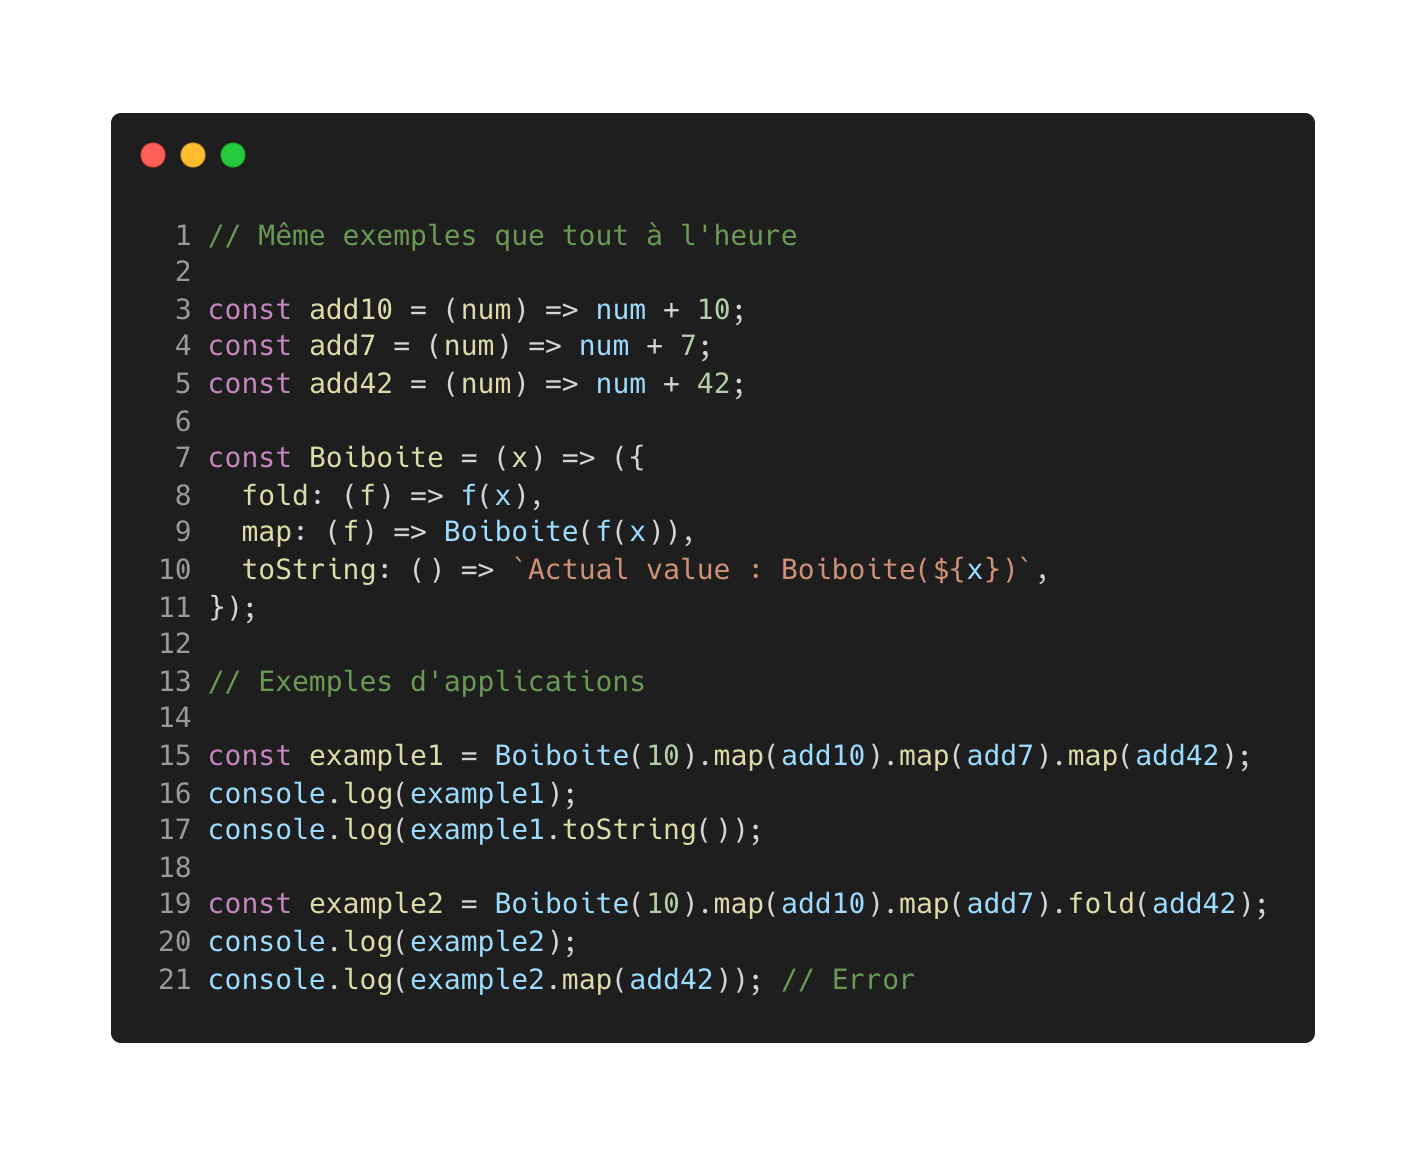 1 // Même exemples que tout à l'heure
2
3 const add10 = (num) => num + 10;
4 const add7 = (num) => num + 7;
5 const add42 = (num) => num + 42;
6
7 const Boiboite = (x) => ({
8   fold: (f) => f(x),
9   map: (f) => Boiboite(f(x)),
10   toString: () => `Actual value : Boiboite(${x})`,
11 });
12
13 // Exemples d'applications
14
15 const example1 = Boiboite(10).map(add10).map(add7).map(add42);
16 console.log(example1);
17 console.log(example1.toString());
18
19 const example2 = Boiboite(10).map(add10).map(add7).fold(add42);
20 console.log(example2);
21 console.log(example2.map(add42)); // Error